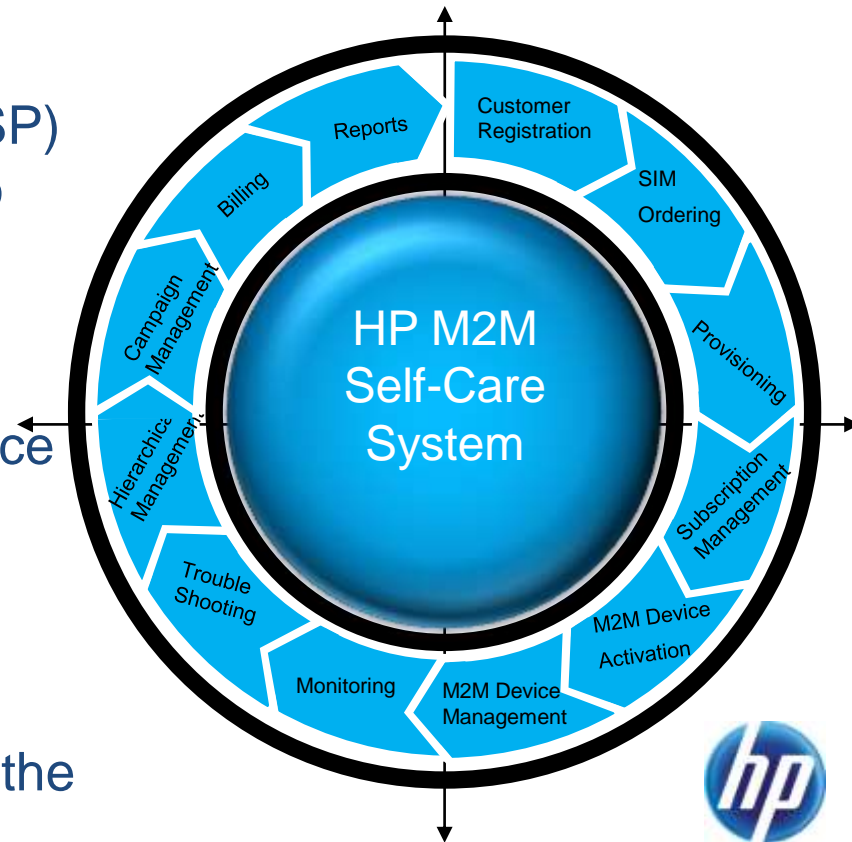 SP)
ce
the
Customer
Registration
SIM
Ordering
Provisioning
Subscription
Management
M2M Device
Activation
M2M Device
Management
Monitoring
Trouble
Shooting
Hierarchica
Management
Campaign
Management
Billing
Reports
HP M2M
Self-Care
System
hp